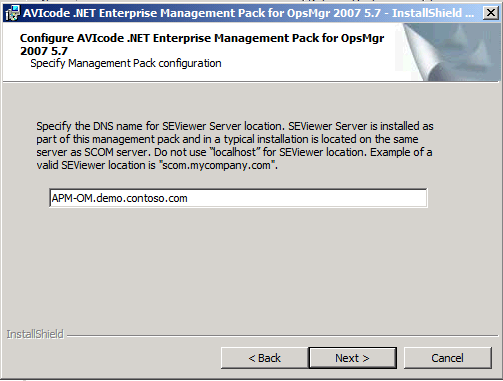 AVIcode .NET Enterprise Management Pack for OpsMgr 2007 5.7 - InstallShield ...
Configure AVIcode .NET Enterprise Management Pack for OpsMgr
2007 5.7
Specify Management Pack configuration
Specify the DNS name for SEViewer Server location. SEViewer Server is installed as
part of this management pack and in a typical installation is located on the same
server as SCOM server. Do not use "localhost" for SEViewer location. Example of a
valid SEViewer location is "scom.mycompany.com".
APM-OM.demo.contoso.com
InstallShield
< Back
Next >
Cancel